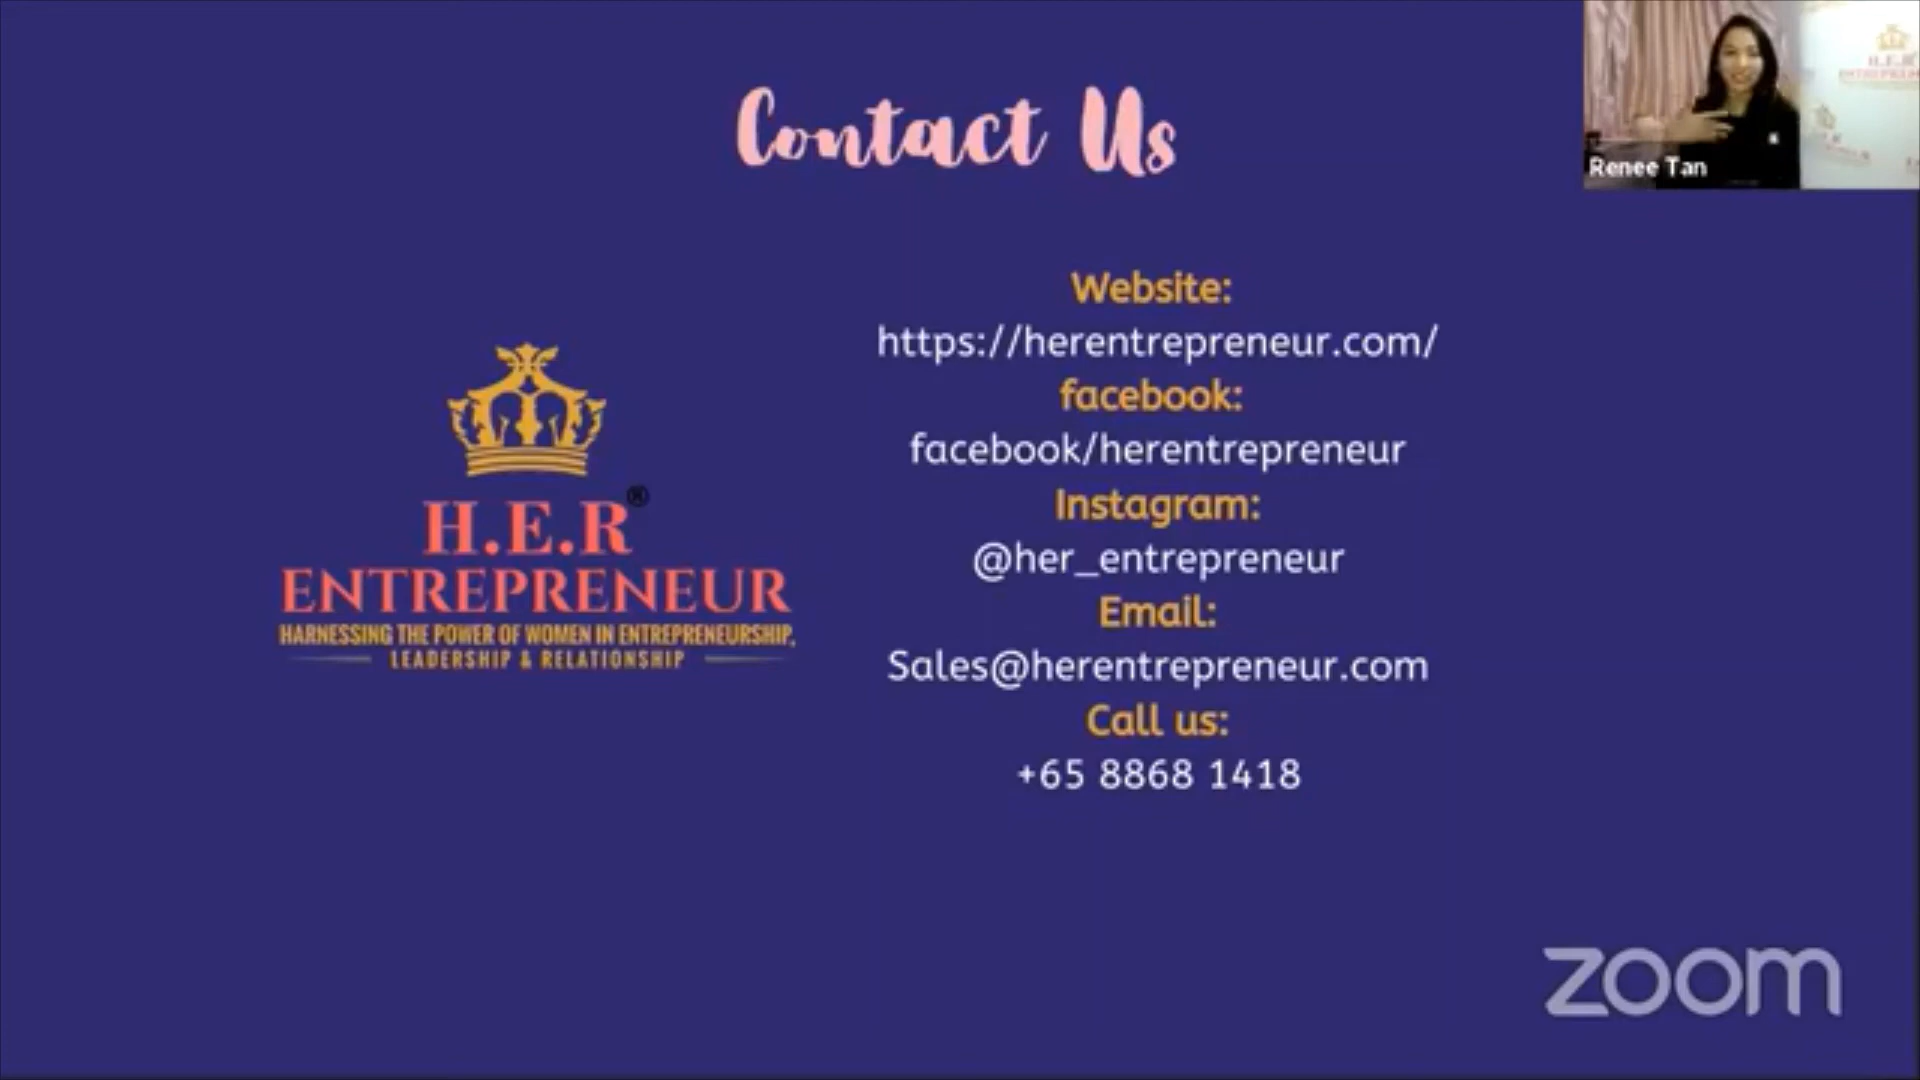 Contact Us
Renee Tan
H.E.R
Website:
https://herentrepreneur.com/
facebook:
facebook/herentrepreneur
Instagram:
@her_entrepreneur
Email:
Sales@herentrepreneur.com
Call us:
+65 8868 1418
H.E.R®
ENTREPRENEUR
HARNESSING THE POWER OF WOMEN IN ENTREPRENEURSHIP,
LEADERSHIP & RELATIONSHIP
zoom